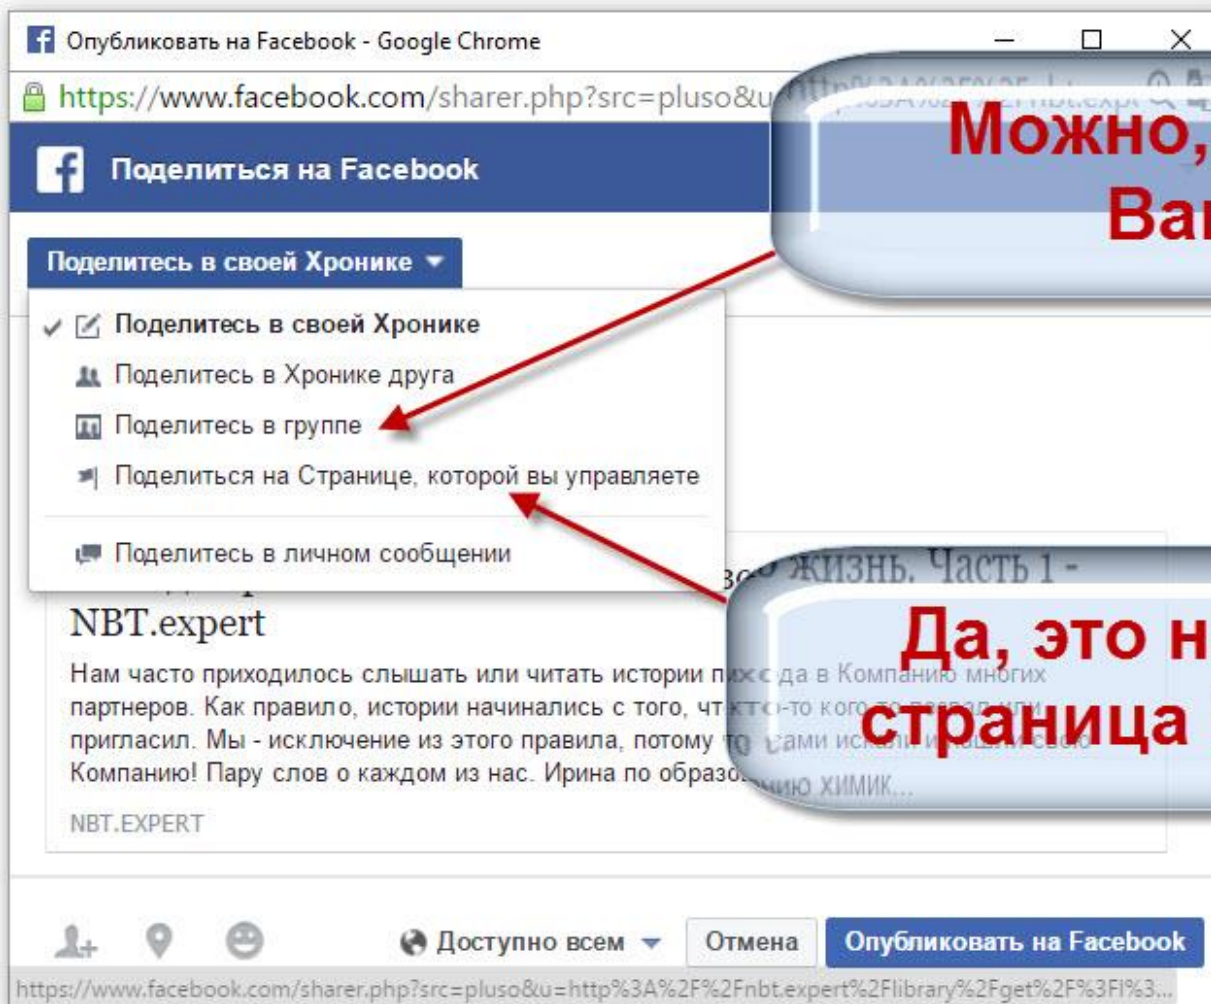 Опубликовать на Facebook - Google Chrome
https://www.facebook.com/sharer.php?src=pluso&u
Можно,
Поделиться на Facebook
Поделитесь в своей Хронике
Поделитесь в своей Хронике
Поделитесь в Хронике друга
Поделитесь в группе
Поделиться на Странице, которой вы управляете
Поделитесь в личном сообщении
жизнь. Часть 1 -
NBT.expert
Да, это
страница
Нам часто приходилось слышать или читать истории в Компанию многих
партнеров. Как правило, истории начинались с того,
пригласил. Мы - исключение из этого правила, потому
Компанию! Пару слов о каждом из нас. Ирина по химик...
NBT.EXPERT
Доступно всем
Отмена
Опубликовать на Facebook
https://www.facebook.com/sharer.php?src=pluso&u=http%3A%2F%2Fnbt.expert%2Flibrary%2Fget%2F%3Fl%3...